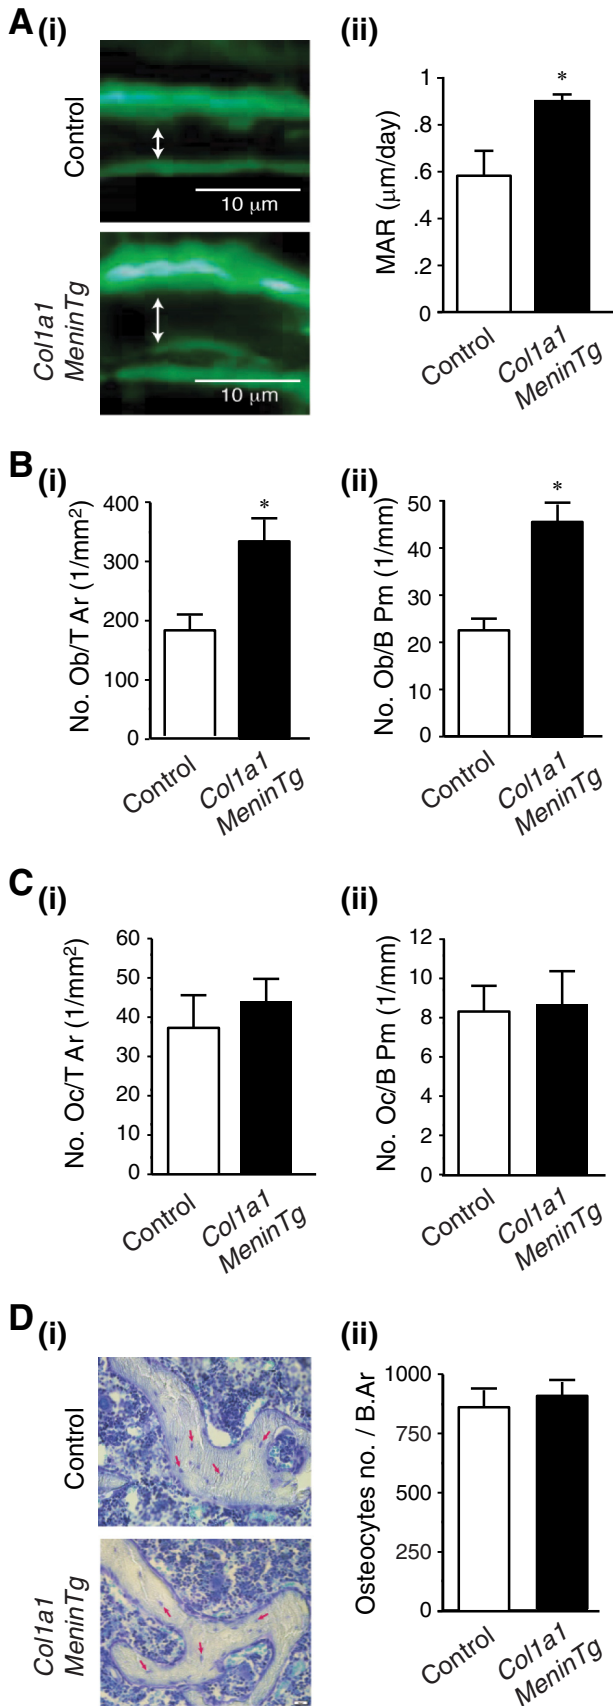 A (i)
Control
10 μm
Col1a1
MeninTg
10 μm
(ii)
MAR (μm/day)
1
.8
.6
.4
.2
0
*
Control
Col1a1
MeninTg
B (i)
No. Ob/T Ar (1/mm²)
400
300
200
100
0
*
Control
Col1a1
MeninTg
(ii)
No. Ob/B Pm (1/mm)
50
40
30
20
10
0
*
Control
Col1a1
MeninTg
C (i)
No. Oc/T Ar (1/mm²)
60
50
40
30
20
10
0
Control
Col1a1
MeninTg
(ii)
No. Oc/B Pm (1/mm)
12
10
8
6
4
2
0
Control
Col1a1
MeninTg
D (i)
Control
Col1a1
MeninTg
(ii)
Osteocytes no. / B.Ar
1000
750
500
250
0
Control
Col1a1
MeninTg